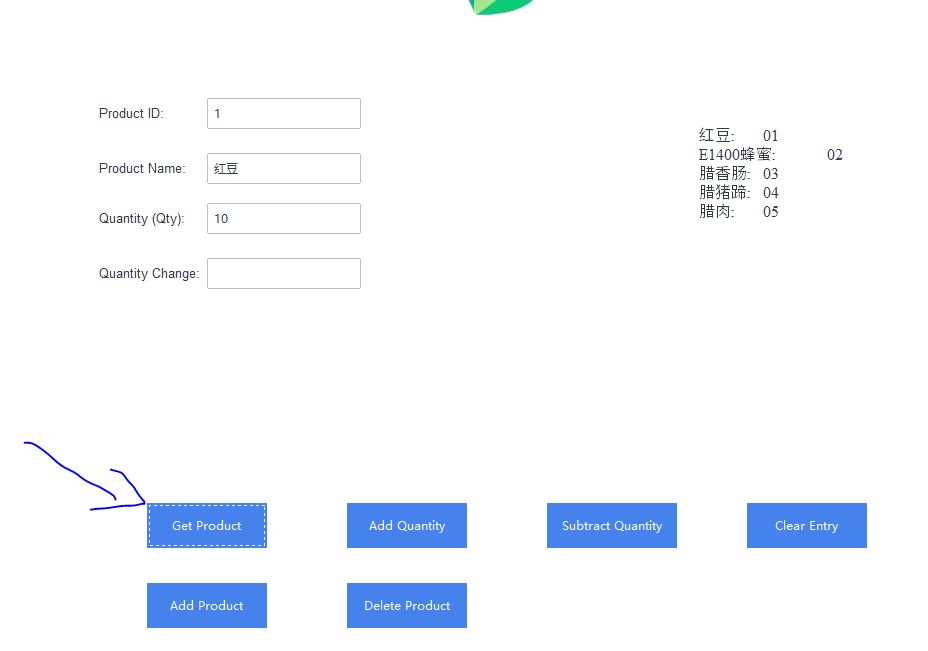 Product ID: 1
Product Name: 红豆
Quantity (Qty): 10
Quantity Change:
红豆: 01
E1400蜂蜜: 02
腊香肠: 03
腊猪蹄: 04
腊肉: 05
Get Product
Add Quantity
Subtract Quantity
Clear Entry
Add Product
Delete Product